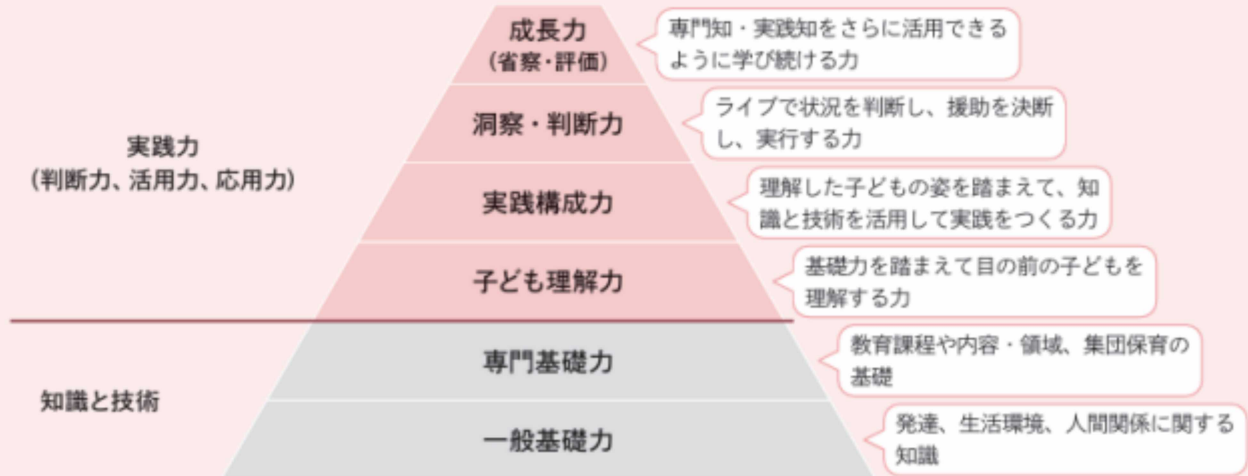 成長力
(省察・評価)
専門知・実践知をさらに活用できる
ように学び続ける力
洞察・判断力
ライブで状況を判断し、援助を決断
し、実行する力
実践力
(判断力、活用力、応用力)
実践構成力
理解した子どもの姿を踏まえて、知
識と技術を活用して実践をつくる力
子ども理解力
基礎力を踏まえて目の前の子どもを
理解する力
専門基礎力
教育課程や内容・領域、集団保育の
基礎
知識と技術
一般基礎力
発達、生活環境、人間関係に関する
知識